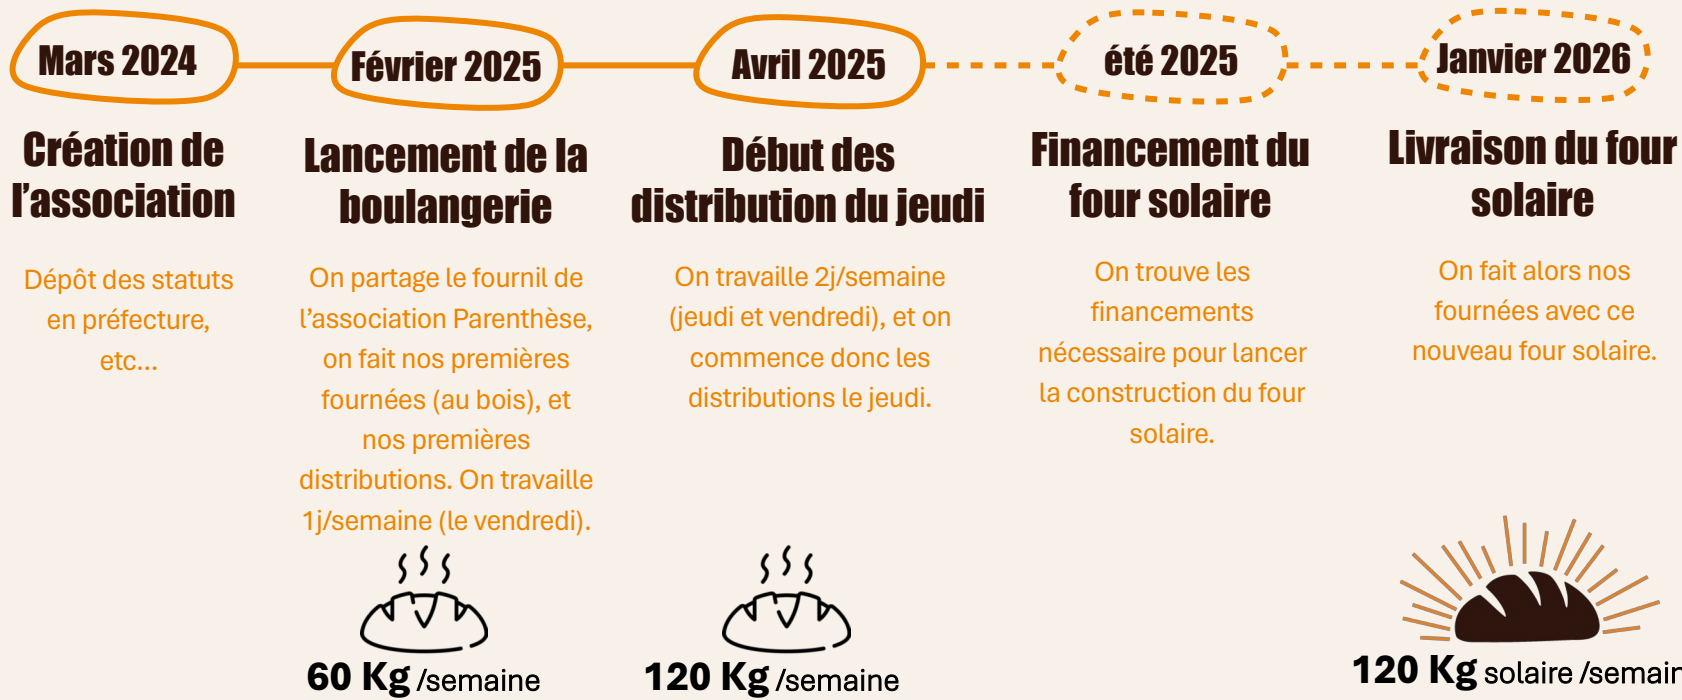 Mars 2024
Création de
l'association
Dépôt des statuts
en préfecture,
etc...
Février 2025
Lancement de la
boulangerie
On partage le fournil de
l'association Parenthèse,
on fait nos premières
fournées (au bois), et
nos premières
distributions. On travaille
1j/semaine (le vendredi).
60 Kg /semaine
Avril 2025
Début des
distribution du jeudi
On travaille 2j/semaine
(jeudi et vendredi), et on
commence donc les
distributions le jeudi.
120 Kg /semaine
été 2025
Financement du
four solaire
On trouve les
financements
nécessaire pour lancer
la construction du four
solaire.
Janvier 2026
Livraison du four
solaire
On fait alors nos
fournées avec ce
nouveau four solaire.
120 Kg solaire /semain